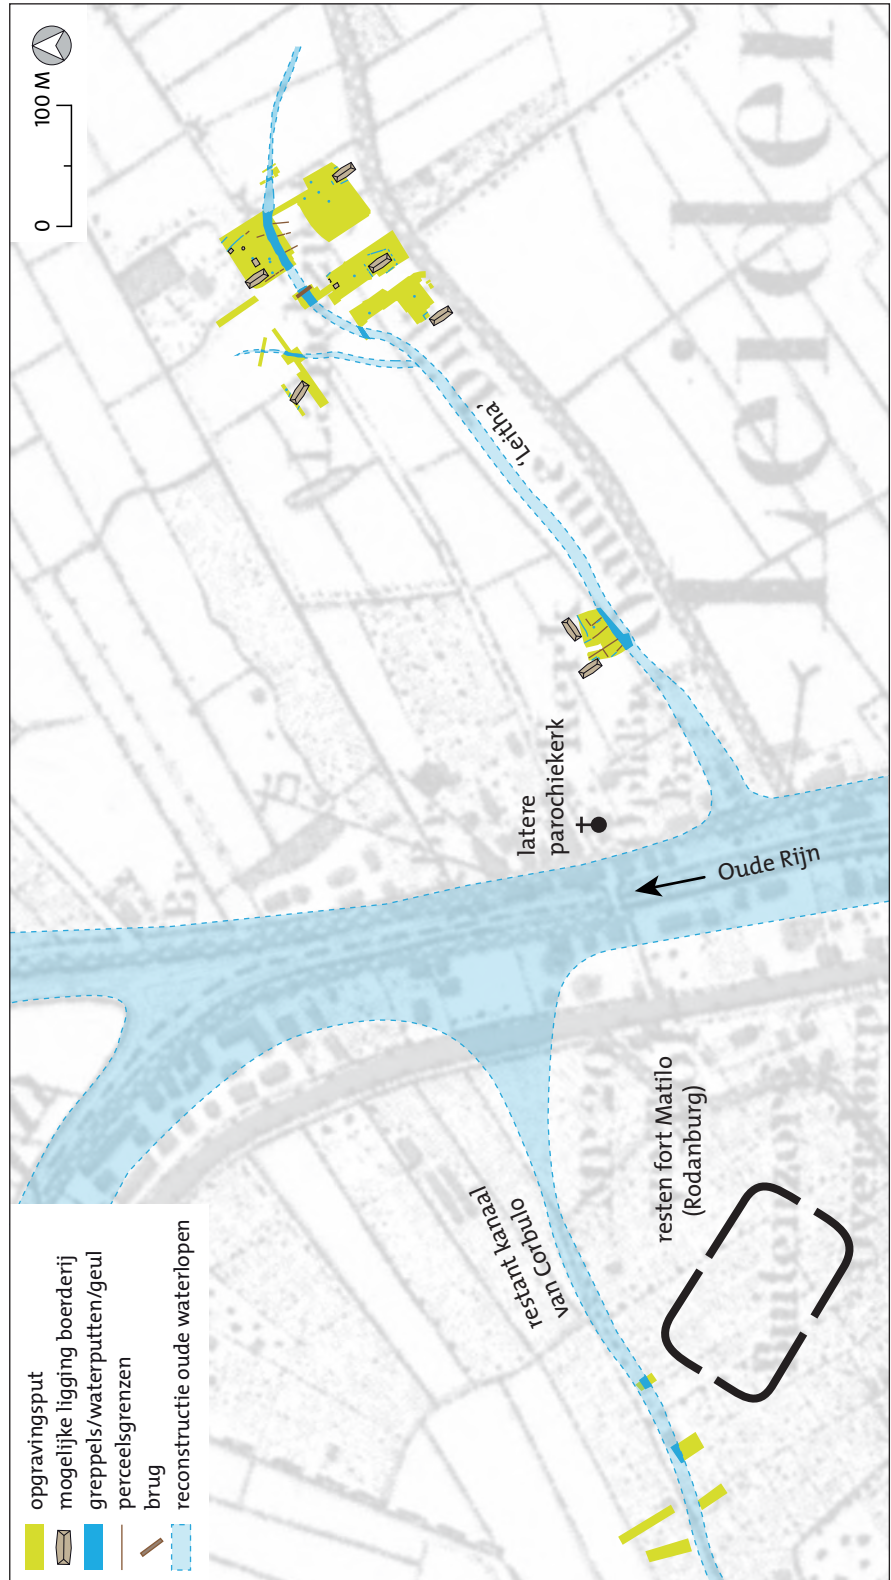 0 100 M
'Leitha'
latere
parochiekerk
Oude Rijn
restant kanaal
van Corbulo
resten fort Matilo
(Rodanburg)
opgravingsput
mogelijke ligging boerderij
greppels/waterputten/geul
perceelsgrenzen
brug
reconstructie oude waterlopen